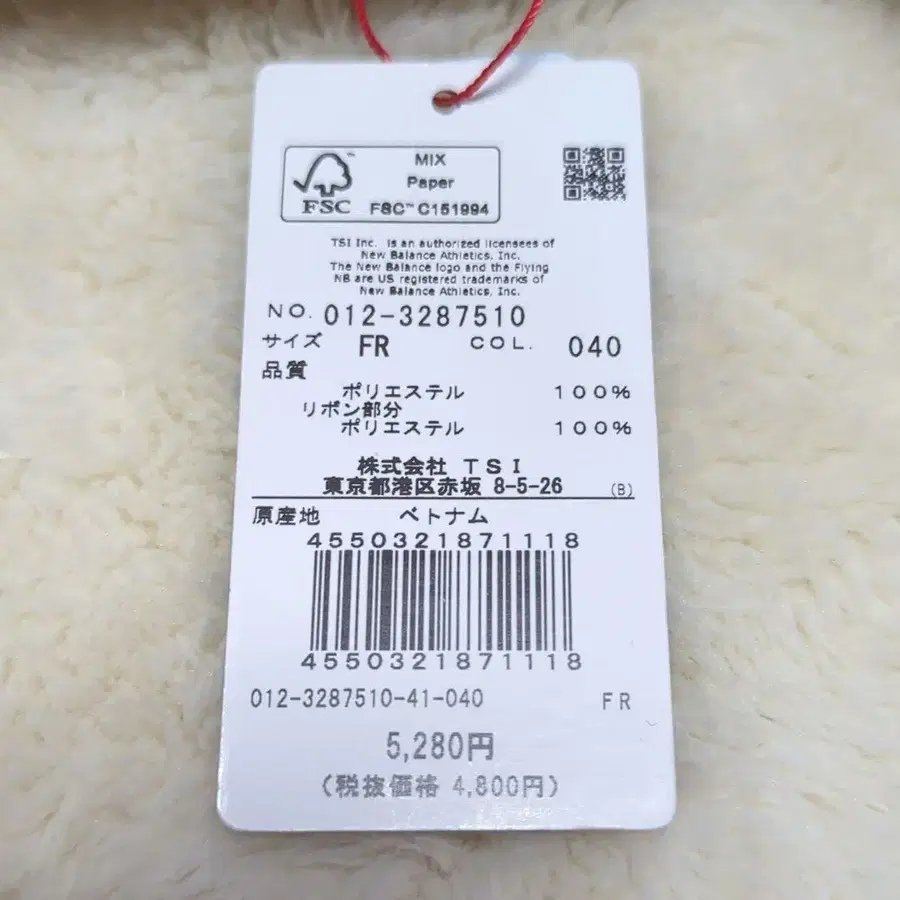 MIX
Paper
FSC™ C151994
FSC
TSI Inc. is an authorized licensees of
New Balance Athletics, Inc.
The New Balance logo and the Flying
NB are US registered trademarks of
New Balance Athletics, Inc.
NO. 012-3287510
サイズ FR COL. 040
品質
ポリエステル 100%
リボン部分
ポリエステル 100%
株式会社 TSI
東京都港区赤坂 8-5-26 (B)
原産地 ベトナム
4550321871118
4550321871118
012-3287510-41-040 FR
5,280円
(税抜価格 4,800円)